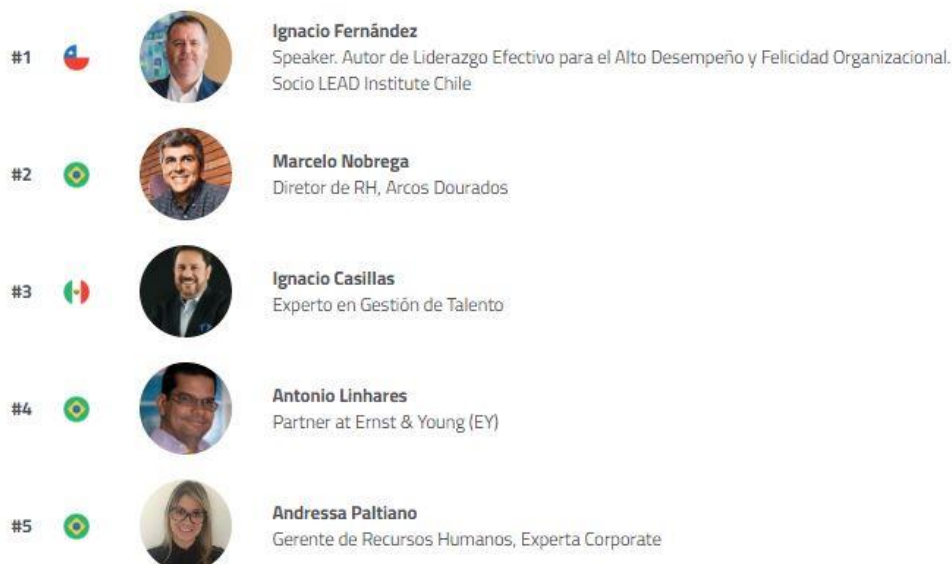 #1
Ignacio Fernández
Speaker. Autor de Liderazgo Efectivo para el Alto Desempeño y Felicidad Organizacional.
Socio LEAD Institute Chile
#2
Marcelo Nobrega
Diretor de RH, Arcos Dourados
#3
Ignacio Casillas
Experto en Gestión de Talento
#4
Antonio Linhares
Partner at Ernst & Young (EY)
#5
Andressa Paltiano
Gerente de Recursos Humanos, Experta Corporate